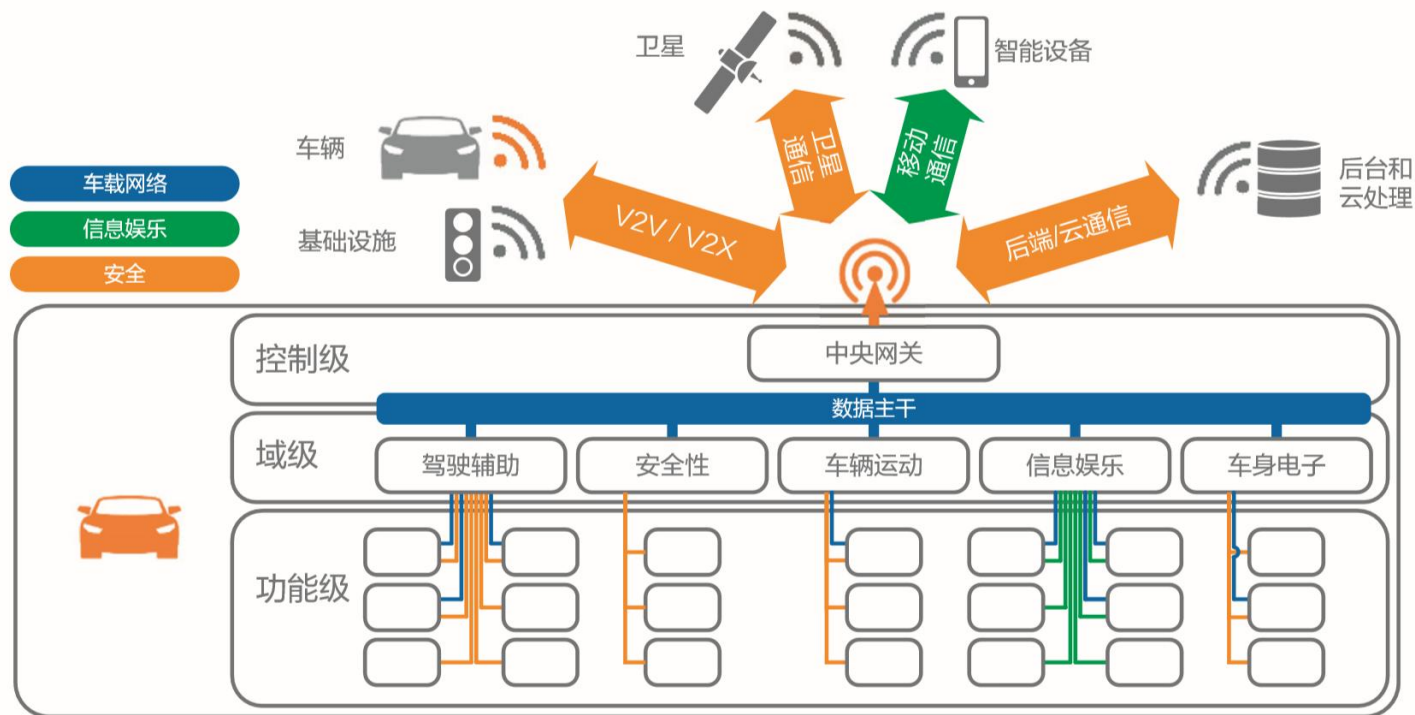 卫星
智能设备
车辆
卫星
通信
移动
通信
后台和
云处理
车载网络
信息娱乐
基础设施
V2V / V2X
后端/云通信
安全
控制级
中央网关
数据主干
域级
驾驶辅助
安全性
车辆运动
信息娱乐
车身电子
功能级